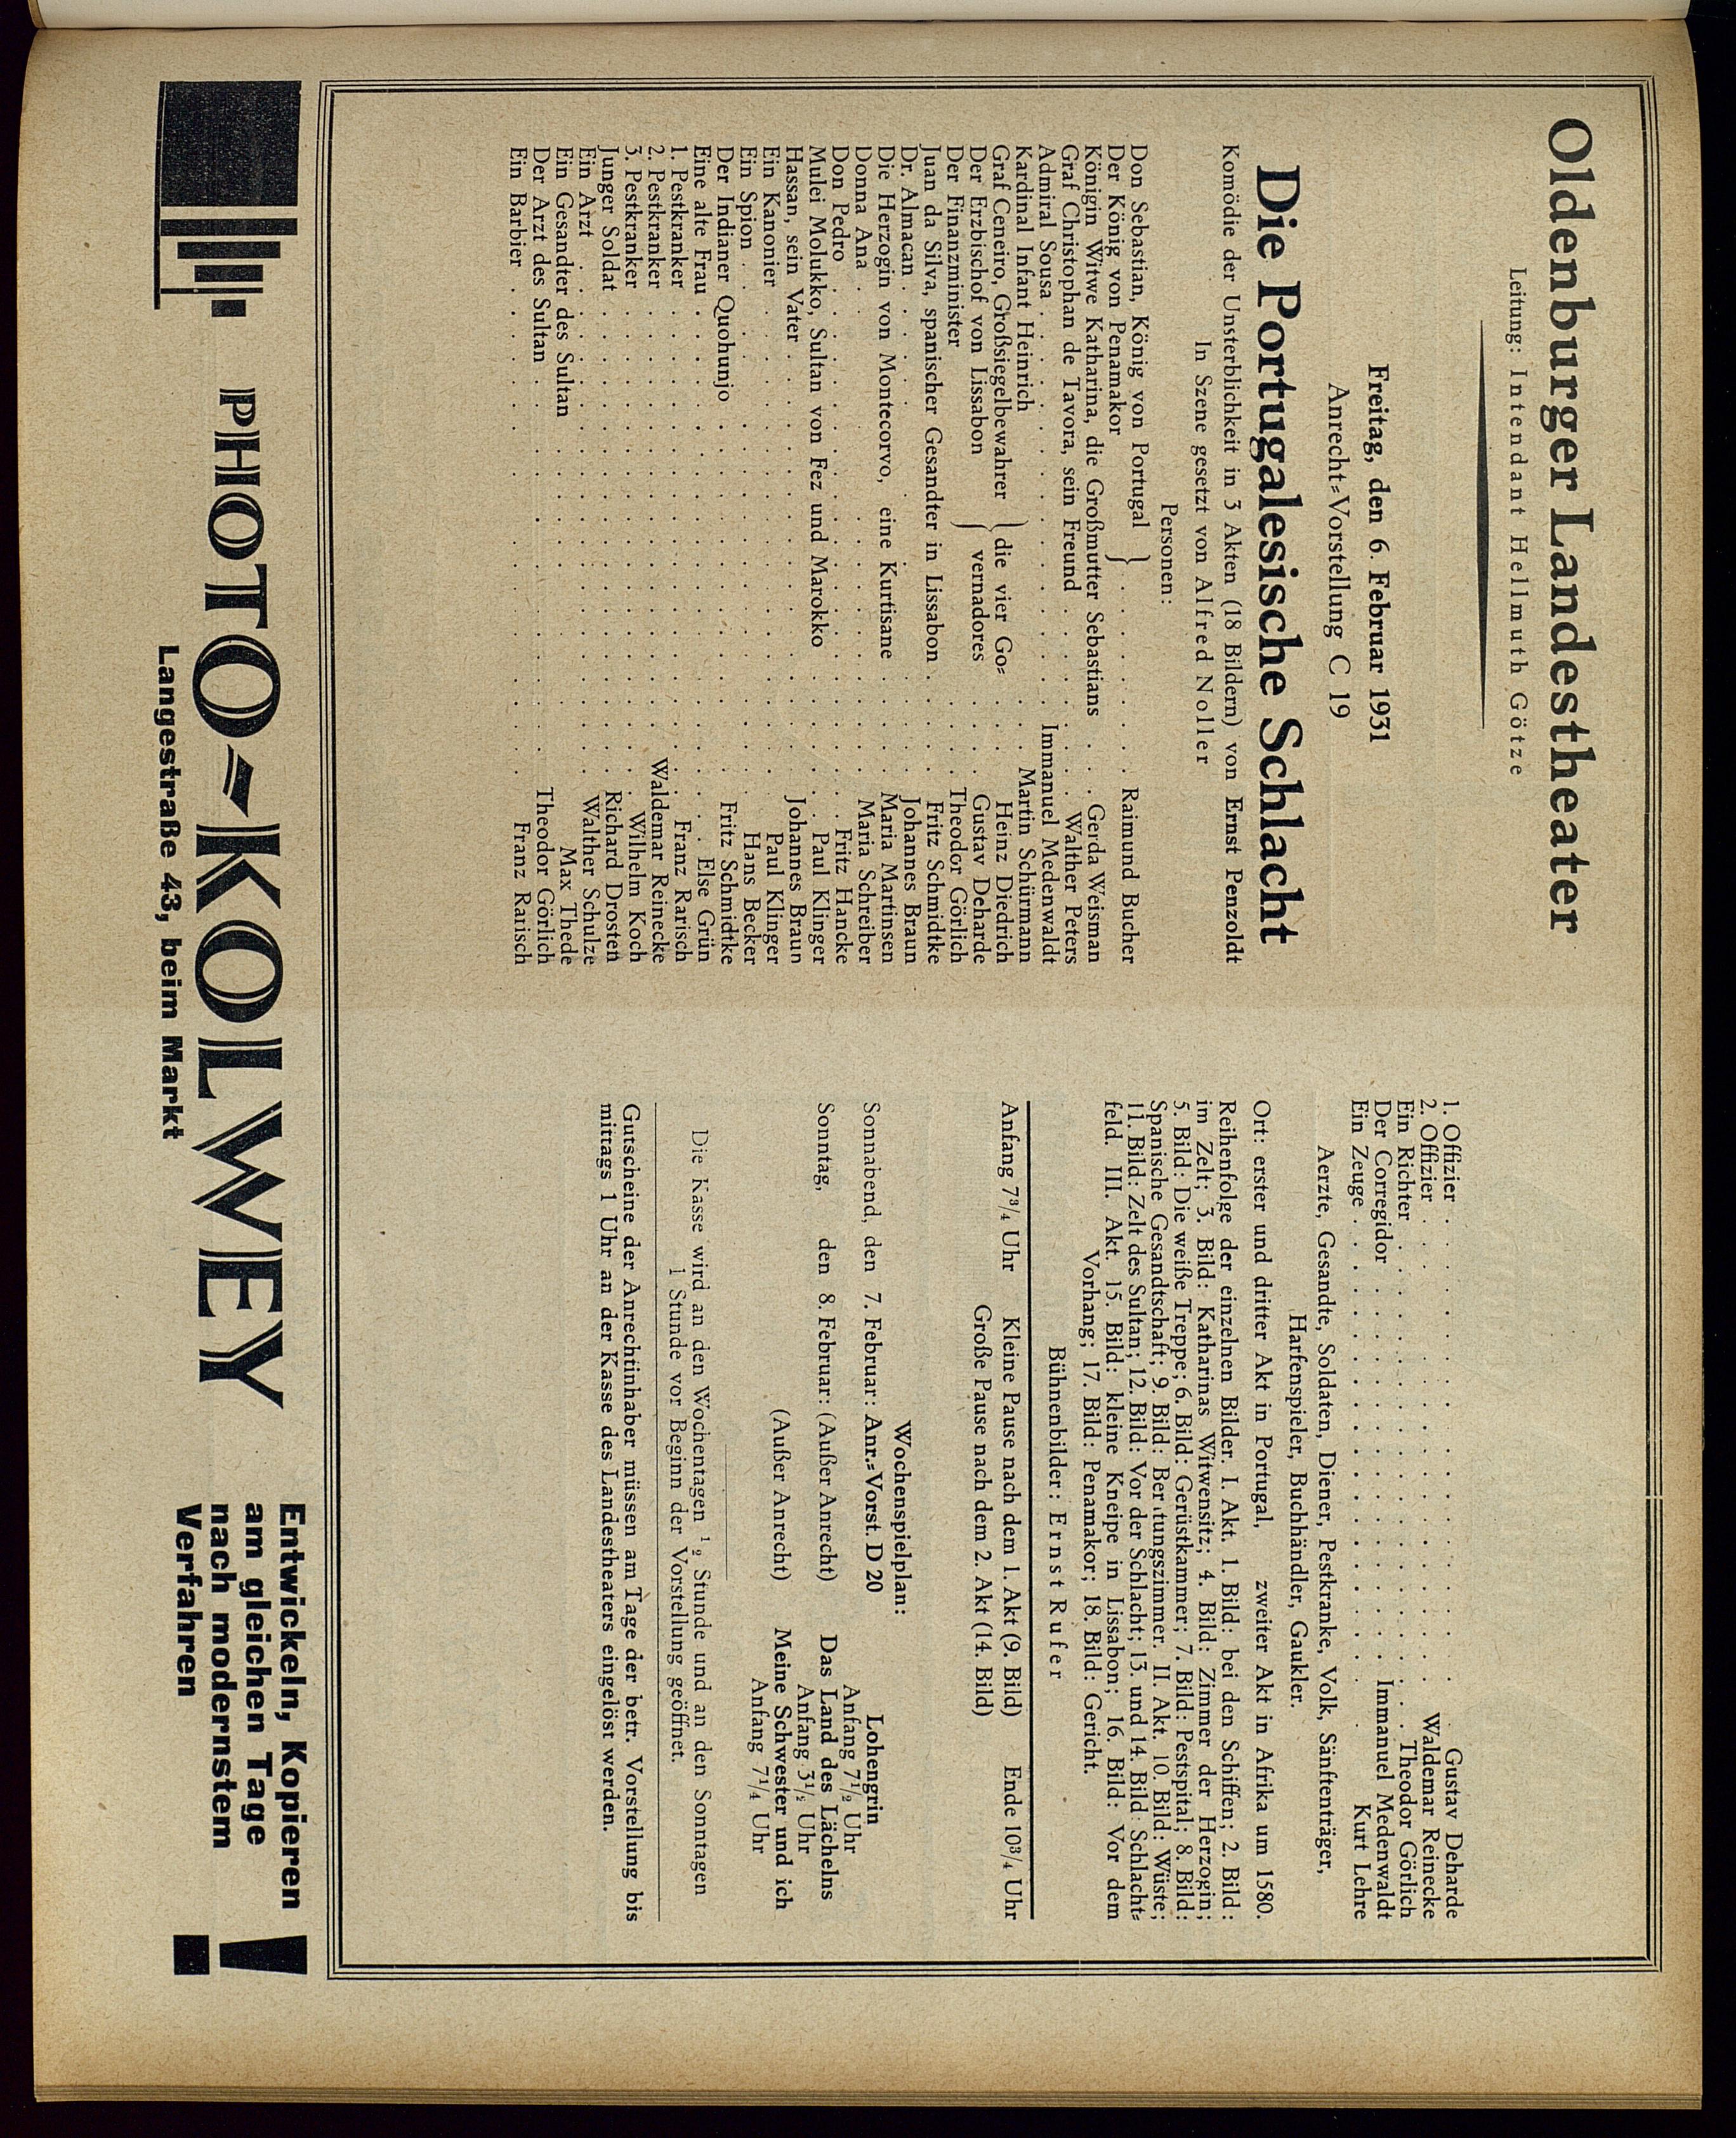 Oldenburger Landestheater
Leitung: Intendant Hellmuth Götze
Freitag, den 6. Februar 1931
Anrecht=Vorstellung C 19
Die Portugalesische Schlacht
Komödie der Unsterblichkeit in 3 Akten (18 Bildern) von Ernst Penzoldt
In Szene gesetzt von Alfred Noller
Personen:
Don Sebastian, König von Portugal }
Der König von Penamakor . . . . . . . . Raimund Bucher
Königin Witwe Katharina, die Großmutter Sebastians . . . Gerda Weisman
Graf Christophan de Tavora, sein Freund . . . . . . Walther Peters
Admiral Sousa . . . . . . . . . . . . . Immanuel Medenwaldt
Kardinal Infant Heinrich } die vier Go= . . Martin Schürmann
Graf Ceneiro, Großsiegelbewahrer vernadores . . . Heinz Diedrich
Der Erzbischof von Lissabon . . . Gustav Deharde
Der Finanzminister . . . Theodor Görlich
Juan da Silva, spanischer Gesandter in Lissabon . . . . Fritz Schmidtke
Dr. Almacan . . . . . . . . . . . . . Johannes Braun
Die Herzogin von Montecorvo, eine Kurtisane . . . . Maria Martinsen
Donna Ana . . . . . . . . . . . . . Maria Schreiber
Don Pedro . . . . . . . . . . . . . Fritz Hancke
Mulei Molukko, Sultan von Fez und Marokko . . . . . Paul Klinger
Hassan, sein Vater . . . . . . . . . . . Johannes Braun
Ein Kanonier . . . . . . . . . . . . . Paul Klinger
Ein Spion . . . . . . . . . . . . . Hans Becker
Der Indianer Quohunjo . . . . . . . . . . Fritz Schmidtke
Eine alte Frau . . . . . . . . . . . . . Else Grün
1. Pestkranker . . . . . . . . . . . . . Franz Rarisch
2. Pestkranker . . . . . . . . . . . . . Waldemar Reinecke
3. Pestkranker . . . . . . . . . . . . . Wilhelm Koch
Junger Soldat . . . . . . . . . . . . . Richard Drosten
Ein Arzt . . . . . . . . . . . . . Walther Schulze
Ein Gesandter des Sultan . . . . . . . . . Max Thede
Der Arzt des Sultan . . . . . . . . . . . Theodor Görlich
Ein Barbier . . . . . . . . . . . . . Franz Rarisch
1. Offizier . . . . . . . . . . . . . Gustav Deharde
2. Offizier . . . . . . . . . . . . . Waldemar Reinecke
Ein Richter . . . . . . . . . . . . . Theodor Görlich
Der Corregidor . . . . . . . . . . . . Immanuel Medenwaldt
Ein Zeuge . . . . . . . . . . . . . Kurt Lehre
Aerzte, Gesandte, Soldaten, Diener, Pestkranke, Volk, Sänftenträger,
Harfenspieler, Buchhändler, Gaukler.
Ort: erster und dritter Akt in Portugal, zweiter Akt in Afrika um 1580.
Reihenfolge der einzelnen Bilder. I. Akt. 1. Bild: bei den Schiffen; 2. Bild:
im Zelt; 3. Bild: Katharinas Witwensitz; 4. Bild: Zimmer der Herzogin;
5. Bild: Die weiße Treppe; 6. Bild: Gerüstkammer; 7. Bild: Pestspital; 8. Bild:
Spanische Gesandtschaft; 9. Bild: Beratungszimmer. II. Akt. 10. Bild: Wüste;
11. Bild: Zelt des Sultan; 12. Bild: Vor der Schlacht; 13. und 14. Bild Schlacht=
feld. III. Akt. 15. Bild: kleine Kneipe in Lissabon; 16. Bild: Vor dem
Vorhang; 17. Bild: Penamakor; 18. Bild: Gericht.
Bühnenbilder: Ernst Rufer
Anfang 7³/₄ Uhr Kleine Pause nach dem 1. Akt (9. Bild) Ende 10³/₄ Uhr
Große Pause nach dem 2. Akt (14. Bild)
Wochenspielplan:
Sonnabend, den 7. Februar: Anr.=Vorst. D 20 Lohengrin
Anfang 7¹/₂ Uhr
Sonntag, den 8. Februar: (Außer Anrecht) Das Land des Lächelns
Anfang 3¹/₂ Uhr
(Außer Anrecht) Meine Schwester und ich
Anfang 7¹/₄ Uhr
Die Kasse wird an den Wochentagen ¹/₂ Stunde und an den Sonntagen
1 Stunde vor Beginn der Vorstellung geöffnet.
Gutscheine der Anrechtinhaber müssen am Tage der betr. Vorstellung bis
mittags 1 Uhr an der Kasse des Landestheaters eingelöst werden.
PHOTO-KOLWEY
Langestraße 43, beim Markt
Entwickeln, Kopieren
am gleichen Tage
nach modernstem
Verfahren !